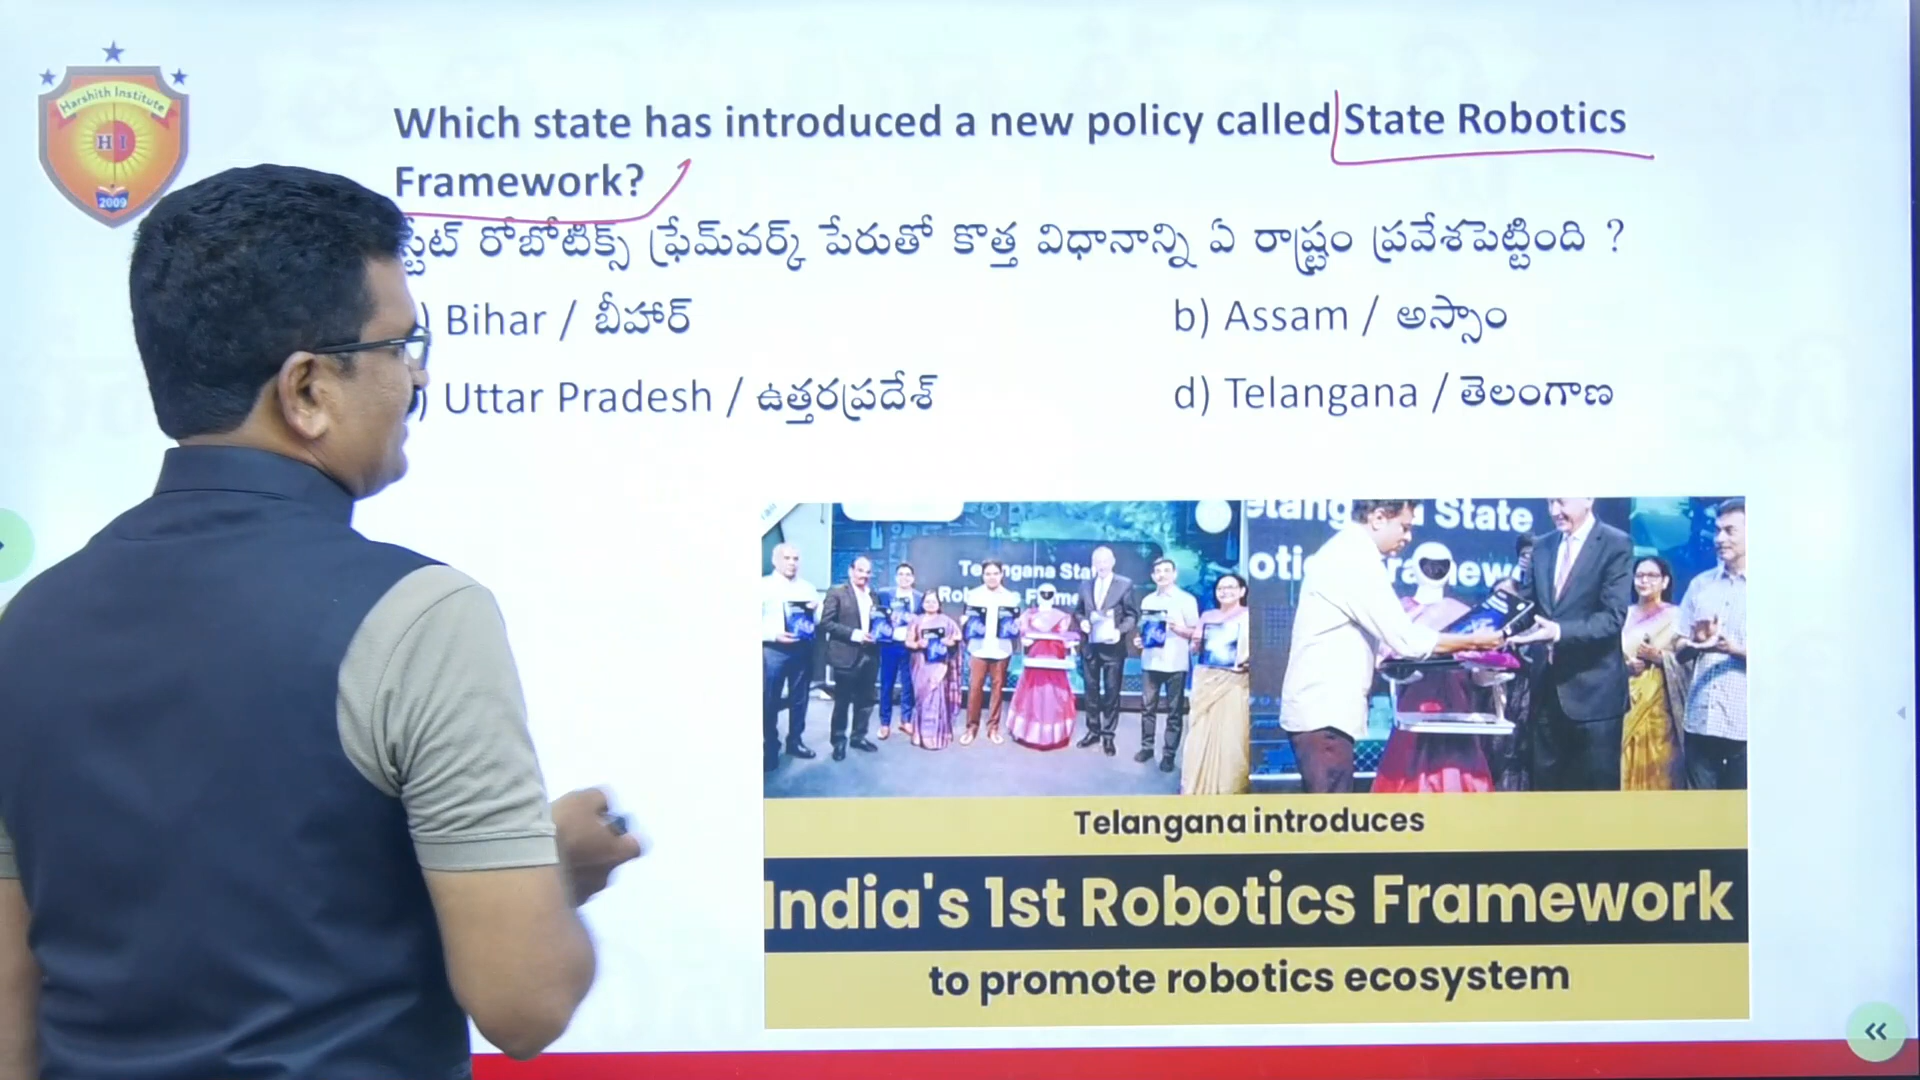 Harshith Institute
H I
2009
Which state has introduced a new policy called State Robotics
Framework?
స్టేట్ రోబోటిక్స్ ఫ్రేమ్‌వర్క్ పేరుతో కొత్త విధానాన్ని ఏ రాష్ట్రం ప్రవేశపెట్టింది ?
) Bihar / బీహార్
b) Assam / అస్సాం
) Uttar Pradesh / ఉత్తరప్రదేశ్
d) Telangana / తెలంగాణ
State
Telangana introduces
India's 1st Robotics Framework
to promote robotics ecosystem